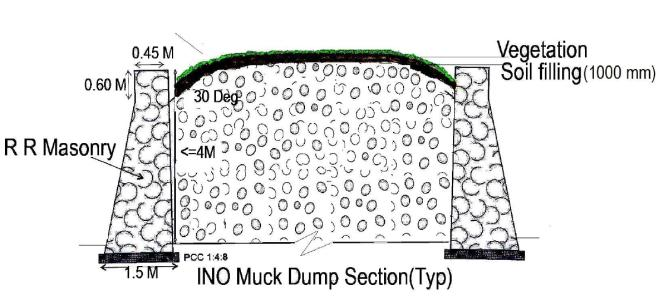 0.45 M
Vegetation
0.60 M
Soil filling(1000 mm)
30 Deg
R R Masonry
<=4M
PCC 1:4:8
1.5 M
INO Muck Dump Section(Typ)